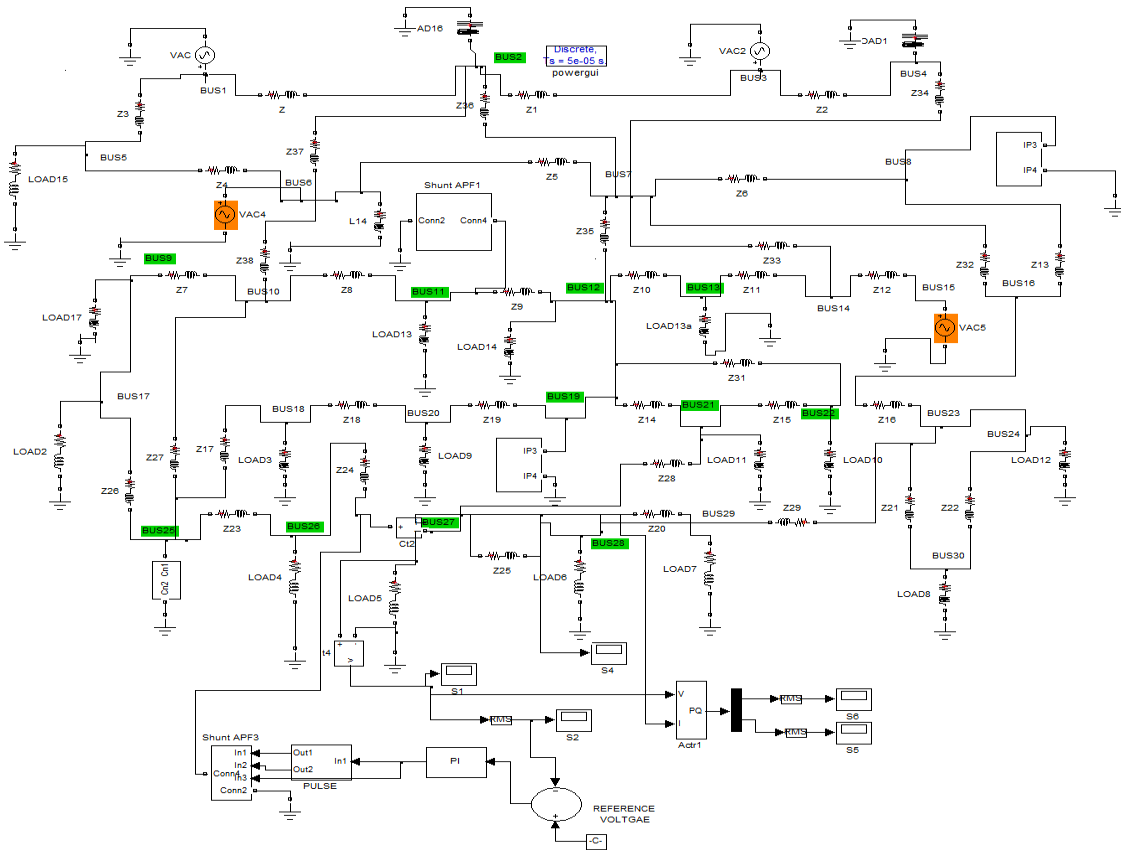 AD16
DAD1
VAC
BUS2
Discrete,
Ts = 5e-05 s.
powergui
VAC2
BUS3
BUS4
BUS1
Z
Z36
Z1
Z2
Z34
Z3
BUS5
Z37
BUS8
IP3
IP4
LOAD15
Z4
BUS6
Z5
BUS7
Z6
Shunt APF1
VAC4
L14
Conn2
Conn4
Z35
Z33
Z32
Z13
BUS9
Z38
Z7
BUS10
Z8
BUS11
Z9
BUS12
Z10
BUS13
Z11
BUS14
Z12
BUS15
BUS16
LOAD17
LOAD13
LOAD14
LOAD13a
VAC5
Z31
BUS17
BUS18
Z18
BUS20
Z19
BUS19
Z14
BUS21
Z15
BUS22
Z16
BUS23
BUS24
LOAD2
Z27
Z17
LOAD3
Z24
LOAD9
IP3
IP4
Z28
LOAD11
LOAD10
LOAD12
Z26
Z21
Z22
BUS25
Z23
BUS26
+
BUS27
Ct2
Z20
BUS29
Z29
BUS28
Z25
BUS30
Cn2 Cn1
LOAD4
LOAD5
LOAD6
LOAD7
LOAD8
t4
+ -
v
S4
S1
RMS
S2
V
I
PQ
Actr1
RMS
S6
RMS
S5
Shunt APF3
In1
In2
Conn4
In3
Conn2
Out1
Out2
In1
PULSE
PI
REFERENCE
VOLTGAE
-C-